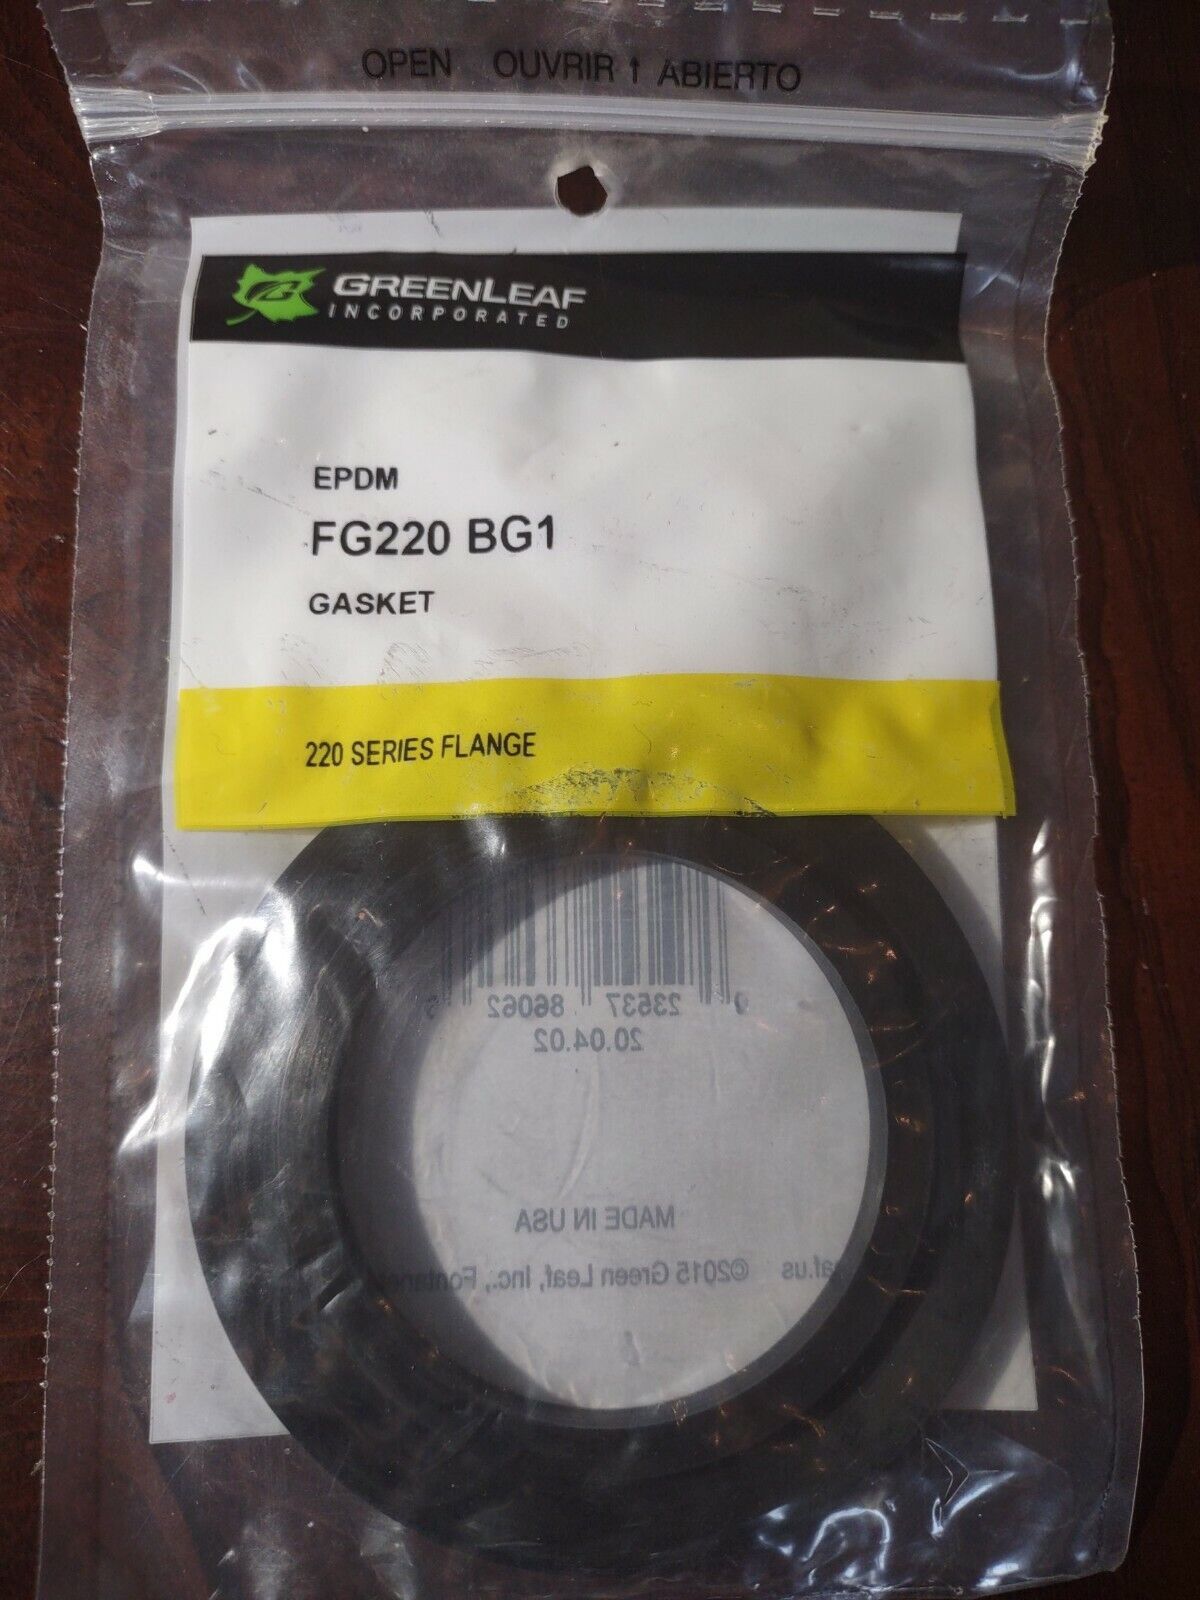 OPEN OUVRIR ↑ ABIERTO
GREENLEAF
INCORPORATED
EPDM
FG220 BG1
GASKET
220 SERIES FLANGE
23537 86062
20.04.02
MADE IN USA
©2015 Green Leaf, Inc.,